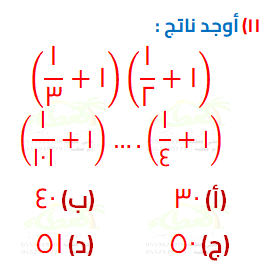 ١١) أوجد ناتج :
(١ + ١/٢) (١ + ١/٣)
(١ + ١/٤) .... (١ + ١/١٠١)
(أ) ٣٠ (ب) ٤٠
(ج) ٥٠ (د) ٥١